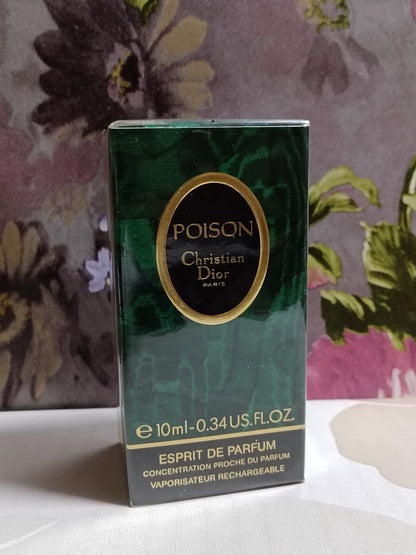 POISON
Christian
Dior
PARIS
℮ 10ml-0.34 US.FL.OZ.
ESPRIT DE PARFUM
CONCENTRATION PROCHE DU PARFUM
VAPORISATEUR RECHARGEABLE